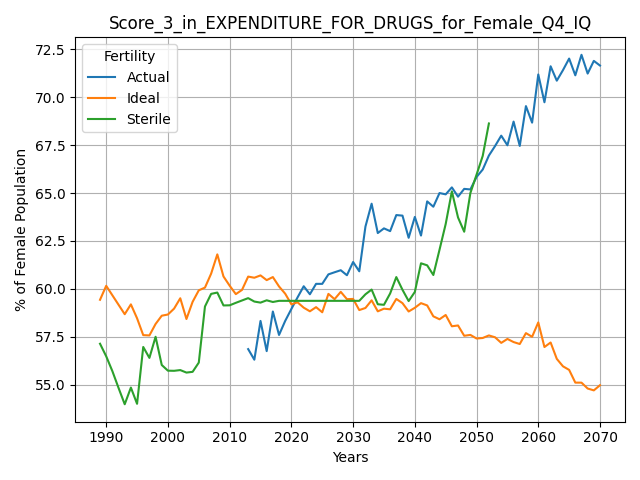 Score_3_in_EXPENDITURE_FOR_DRUGS_for_Female_Q4_IQ
Fertility
Actual
Ideal
Sterile
72.5
70.0
67.5
65.0
62.5
60.0
57.5
55.0
% of Female Population
1990 2000 2010 2020 2030 2040 2050 2060 2070
Years